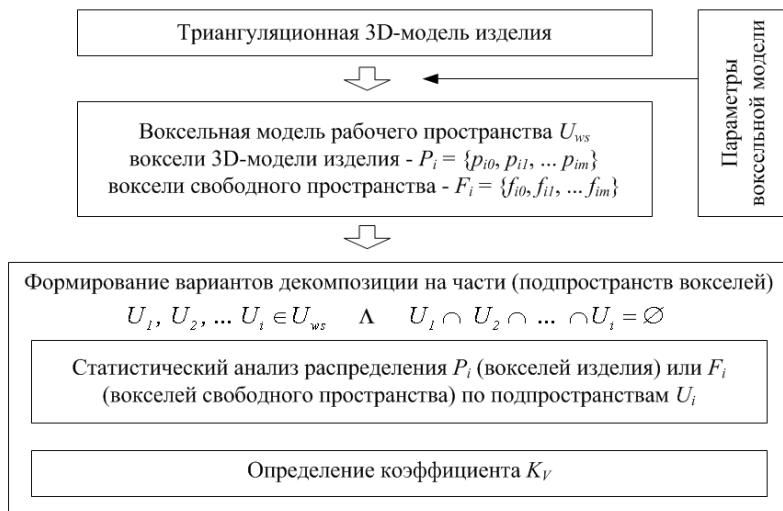 Триангуляционная 3D-модель изделия
Параметры
воксельной модели
Воксельная модель рабочего пространства U_ws
воксели 3D-модели изделия - P_i = {p_i0, p_i1, ... p_im}
воксели свободного пространства - F_i = {f_i0, f_i1, ... f_im}
Формирование вариантов декомпозиции на части (подпространств вокселей)
U_1, U_2, ... U_i ∈ U_ws Λ U_1 ∩ U_2 ∩ ... ∩ U_i = ∅
Статистический анализ распределения P_i (вокселей изделия) или F_i
(вокселей свободного пространства) по подпространствам U_i
Определение коэффициента K_V